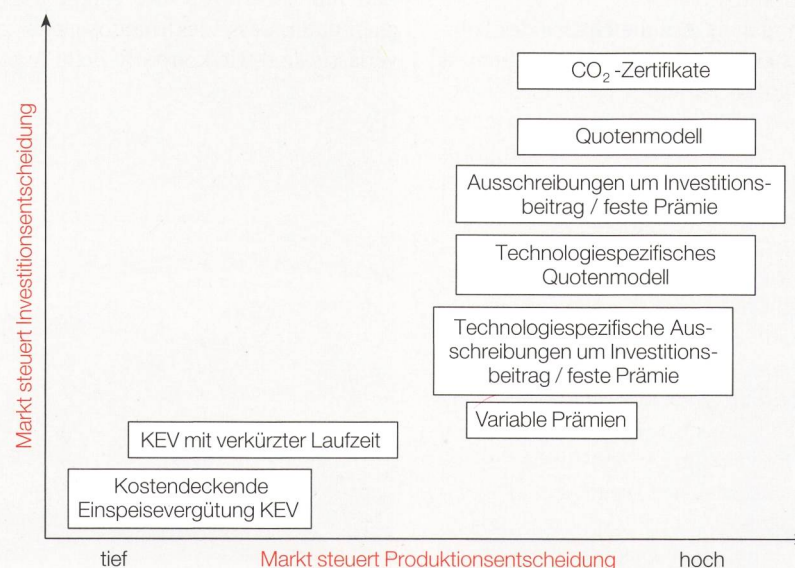 CO₂-Zertifikate
Quotenmodell
Ausschreibungen um Investitions-
beitrag / feste Prämie
Technologiespezifisches
Quotenmodell
Technologiespezifische Aus-
schreibungen um Investitions-
beitrag / feste Prämie
Variable Prämien
KEV mit verkürzter Laufzeit
Kostendeckende
Einspeisevergütung KEV
Markt steuert Investitionsentscheidung
tief Markt steuert Produktionsentscheidung hoch